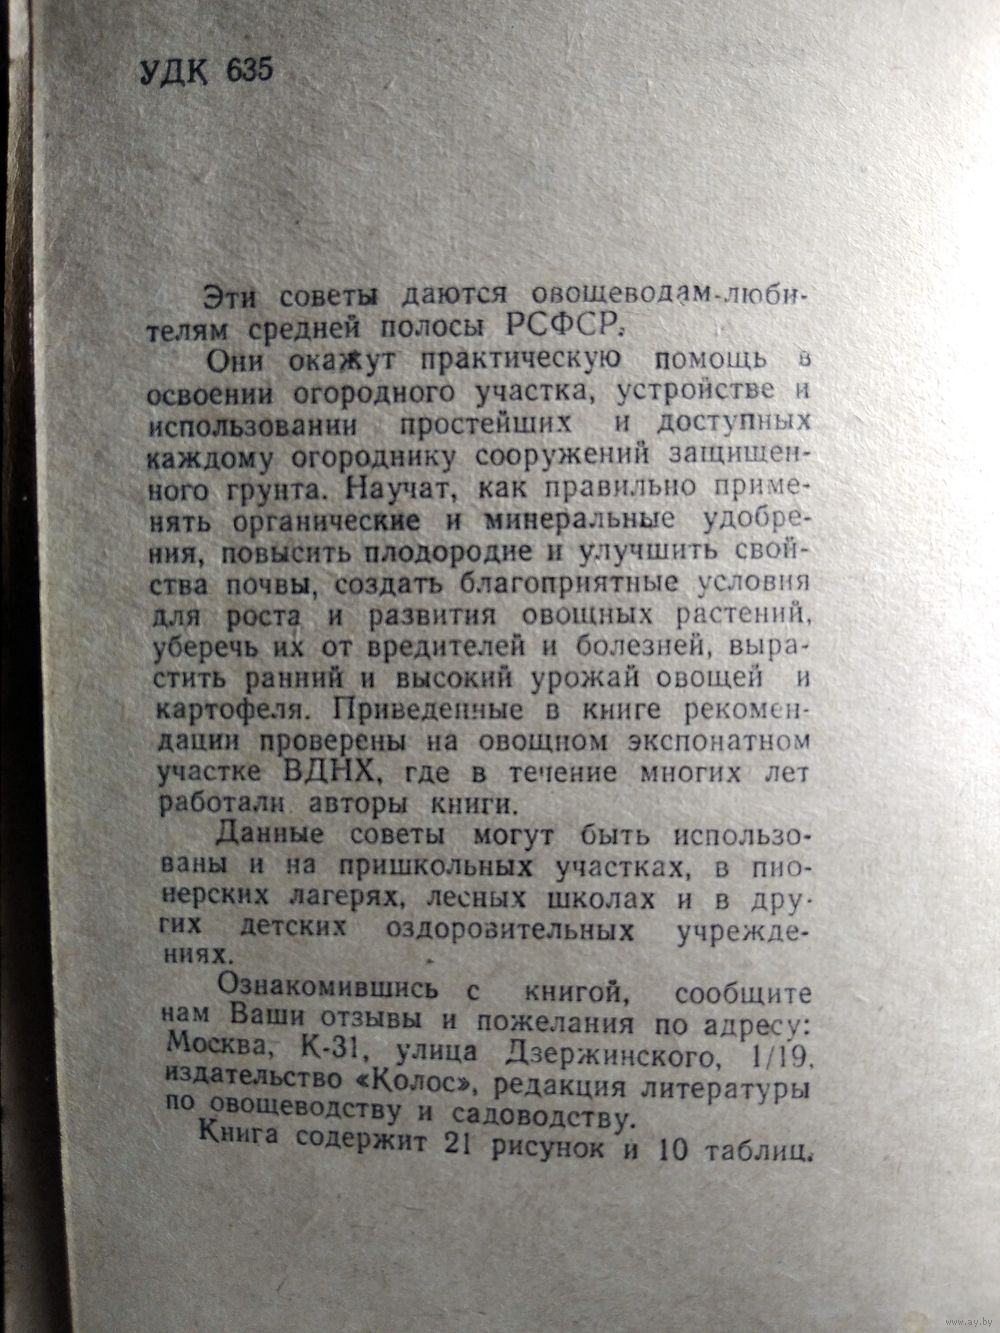 УДК 635
Эти советы даются овощеводам-люби-
телям средней полосы РСФСР.
Они окажут практическую помощь в
освоении огородного участка, устройстве и
использовании простейших и доступных
каждому огороднику сооружений защищен-
ного грунта. Научат, как правильно приме-
нять органические и минеральные удобре-
ния, повысить плодородие и улучшить свой-
ства почвы, создать благоприятные условия
для роста и развития овощных растений,
уберечь их от вредителей и болезней, выра-
стить ранний и высокий урожай овощей и
картофеля. Приведенные в книге рекомен-
дации проверены на овощном экспонатном
участке ВДНХ, где в течение многих лет
работали авторы книги.
Данные советы могут быть использо-
ваны и на пришкольных участках, в пио-
нерских лагерях, лесных школах и в дру-
гих детских оздоровительных учрежде-
ниях.
Ознакомившись с книгой, сообщите
нам Ваши отзывы и пожелания по адресу:
Москва, К-31, улица Дзержинского, 1/19,
издательство «Колос», редакция литературы
по овощеводству и садоводству.
Книга содержит 21 рисунок и 10 таблиц.
www.ay.by